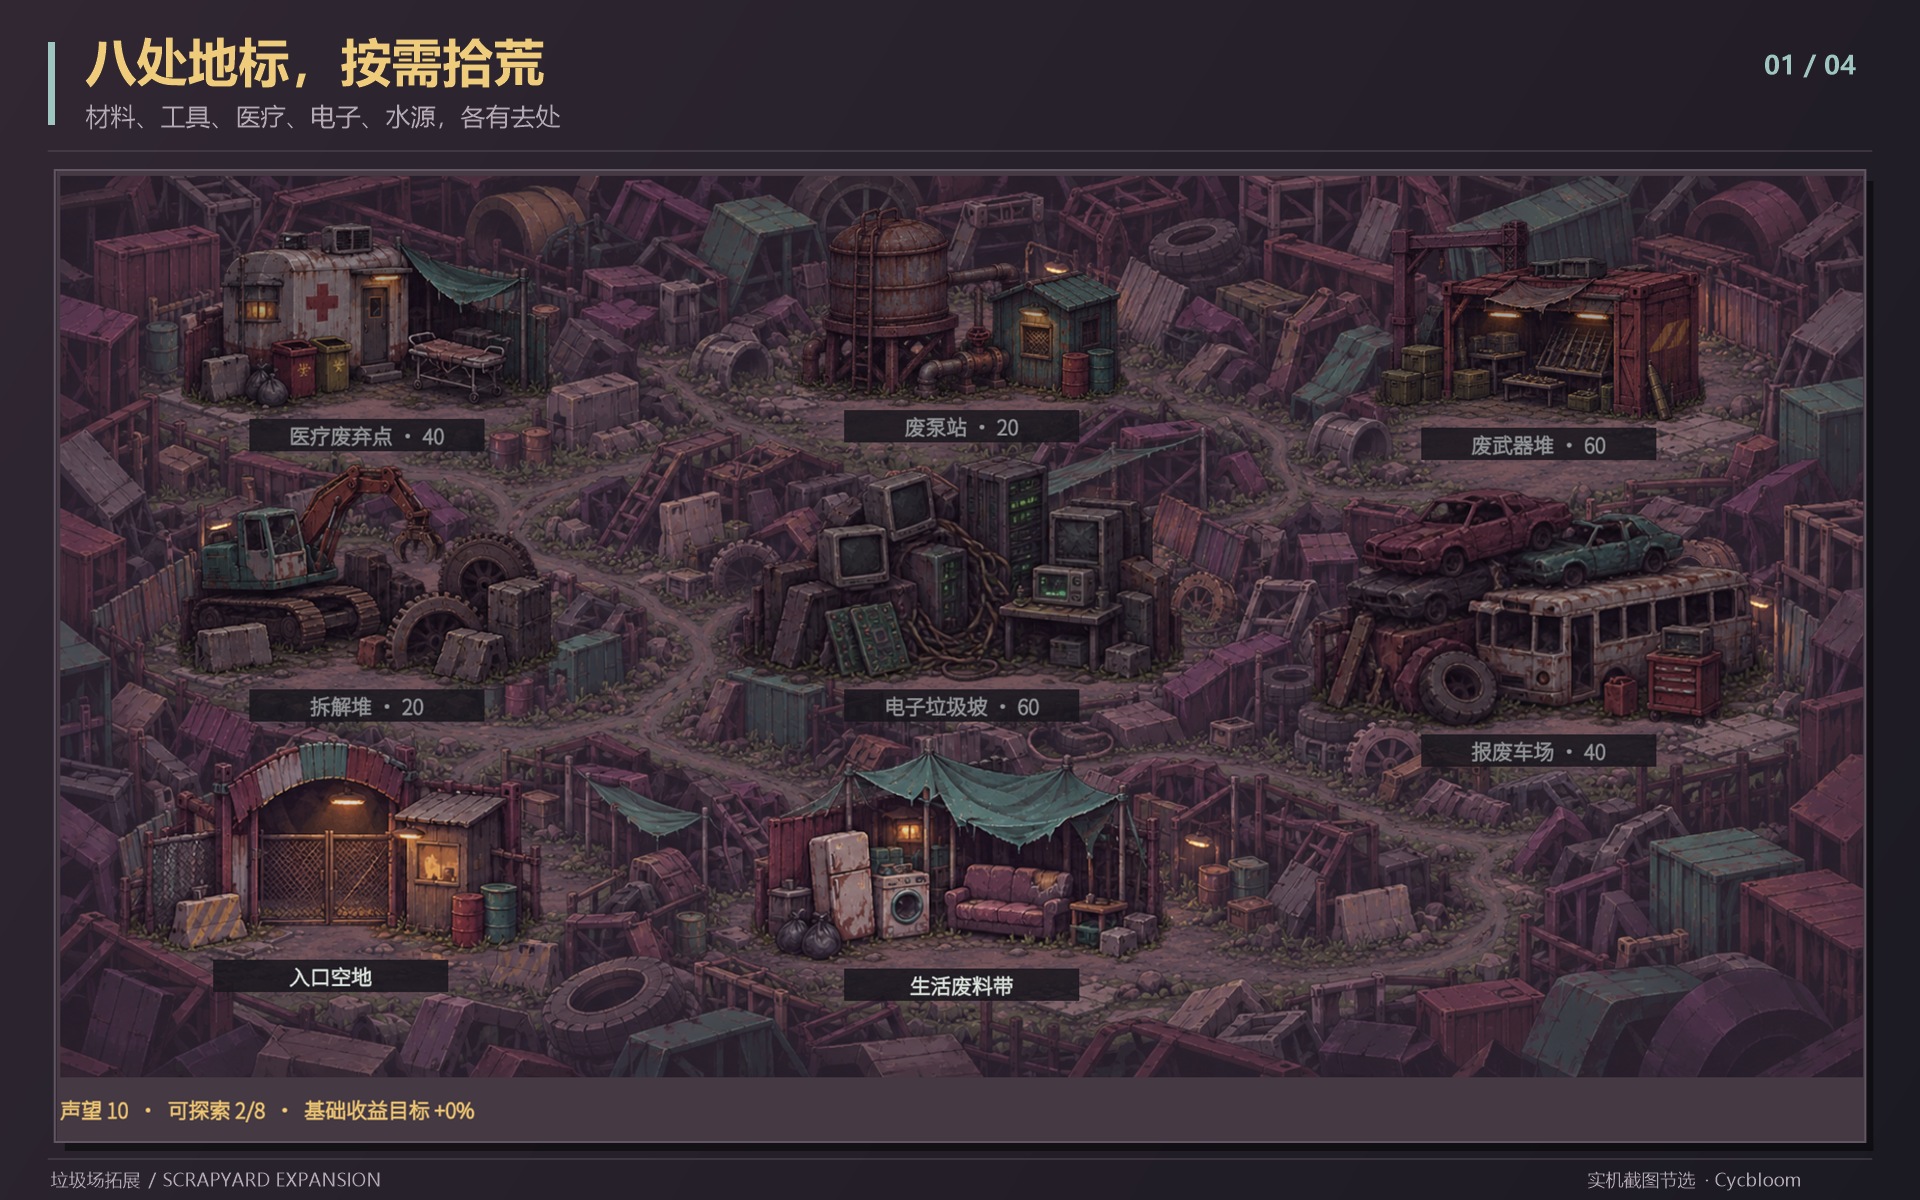 八处地标，按需拾荒
材料、工具、医疗、电子、水源，各有去处
01 / 04
医疗废弃点 · 40
废泵站 · 20
废武器堆 · 60
拆解堆 · 20
电子垃圾坡 · 60
报废车场 · 40
入口空地
生活废料带
声望 10 · 可探索 2/8 · 基础收益目标 +0%
垃圾场拓展 / SCRAPYARD EXPANSION
实机截图节选 · Cycbloom